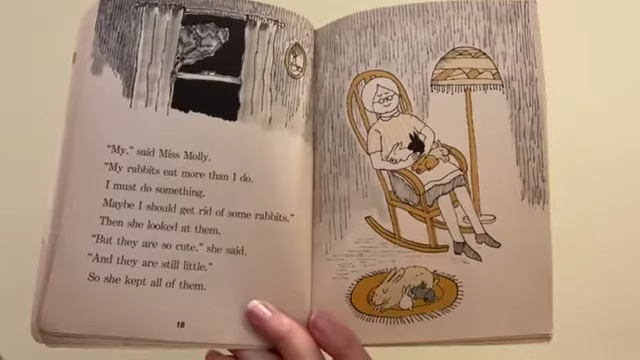 "My," said Miss Molly.
"My rabbits eat more than I do.
I must do something.
Maybe I should get rid of some rabbits."
Then she looked at them.
"But they are so cute," she said.
"And they are still little."
So she kept all of them.
18